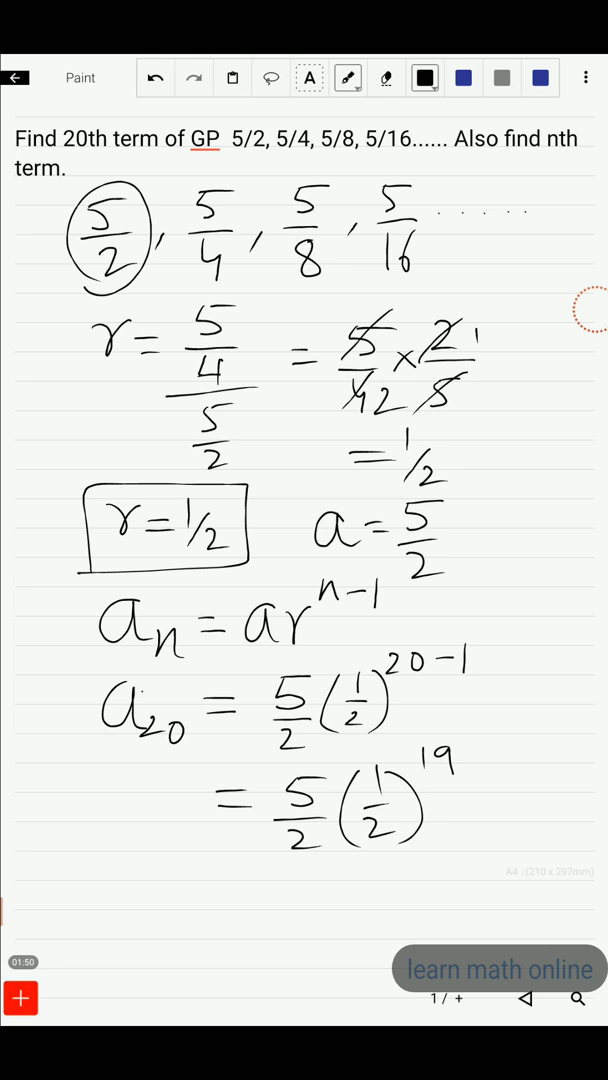 Paint
A
Find 20th term of GP 5/2, 5/4, 5/8, 5/16...... Also find nth
term.
5/2, 5/4, 5/8, 5/16 . . . . . .
r = (5/4)/(5/2) = 5/4 2 × 2/5 1
= 1/2
r = 1/2 a = 5/2
aₙ = arⁿ⁻¹
a₂₀ = 5/2 (1/2)²⁰⁻¹
= 5/2 (1/2)¹⁹
A4 ↓(210 x 297mm)
01:50
learn math online
+
1 / +